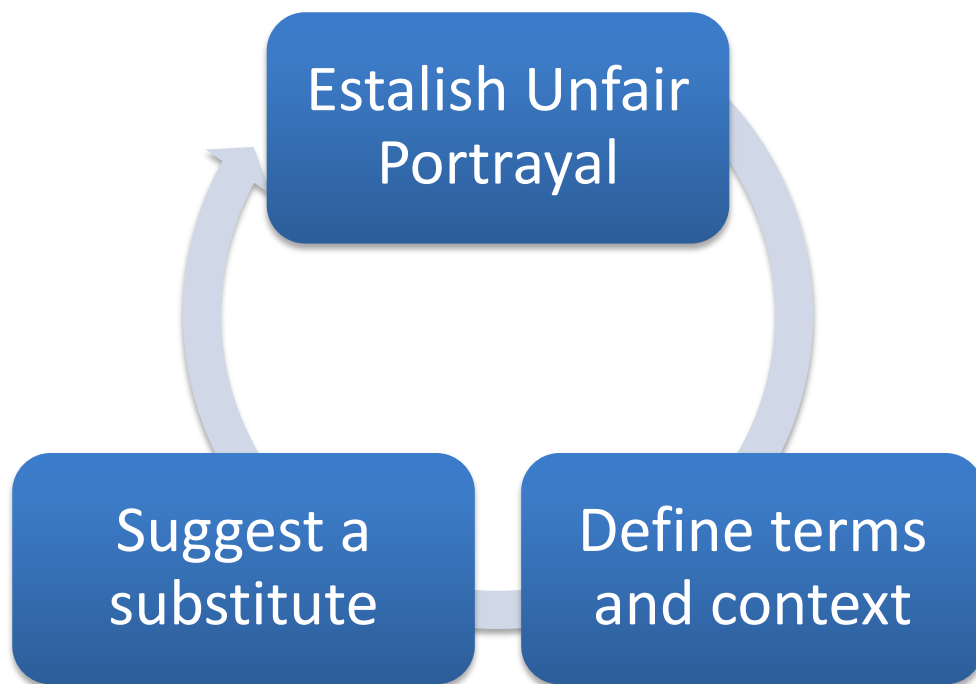 Estalish Unfair
Portrayal
Define terms
and context
Suggest a
substitute